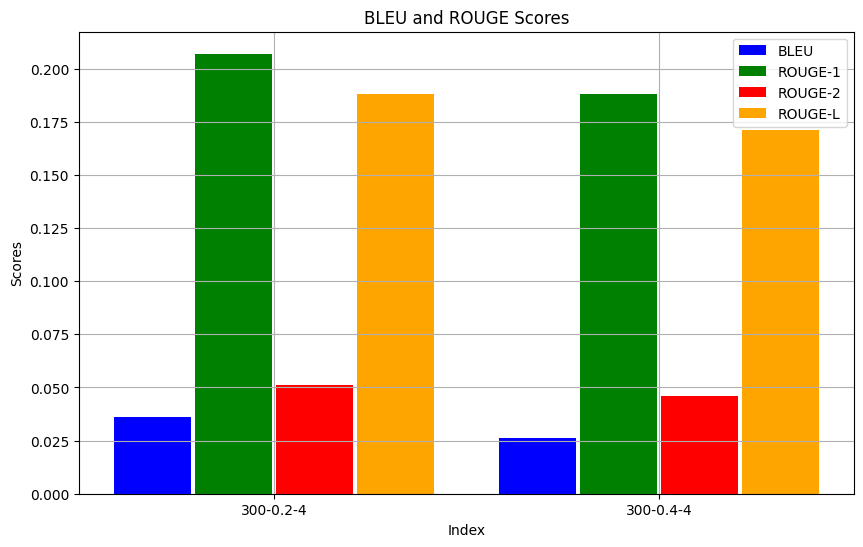 BLEU and ROUGE Scores
BLEU
ROUGE-1
ROUGE-2
ROUGE-L
0.200
0.175
0.150
0.125
0.100
0.075
0.050
0.025
0.000
Scores
300-0.2-4
300-0.4-4
Index